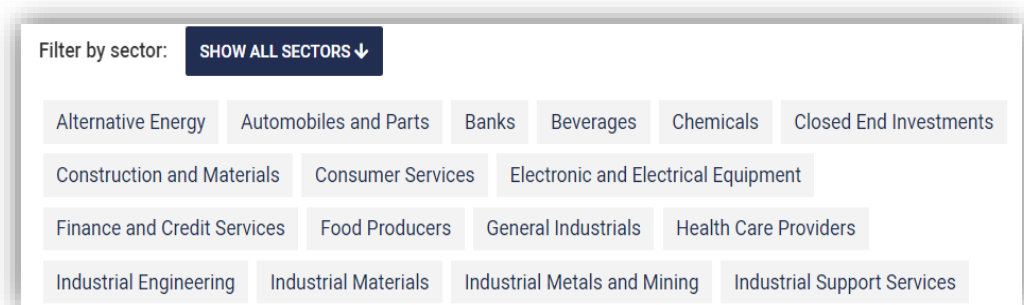 Filter by sector: SHOW ALL SECTORS ↓
Alternative Energy Automobiles and Parts Banks Beverages Chemicals Closed End Investments
Construction and Materials Consumer Services Electronic and Electrical Equipment
Finance and Credit Services Food Producers General Industrials Health Care Providers
Industrial Engineering Industrial Materials Industrial Metals and Mining Industrial Support Services